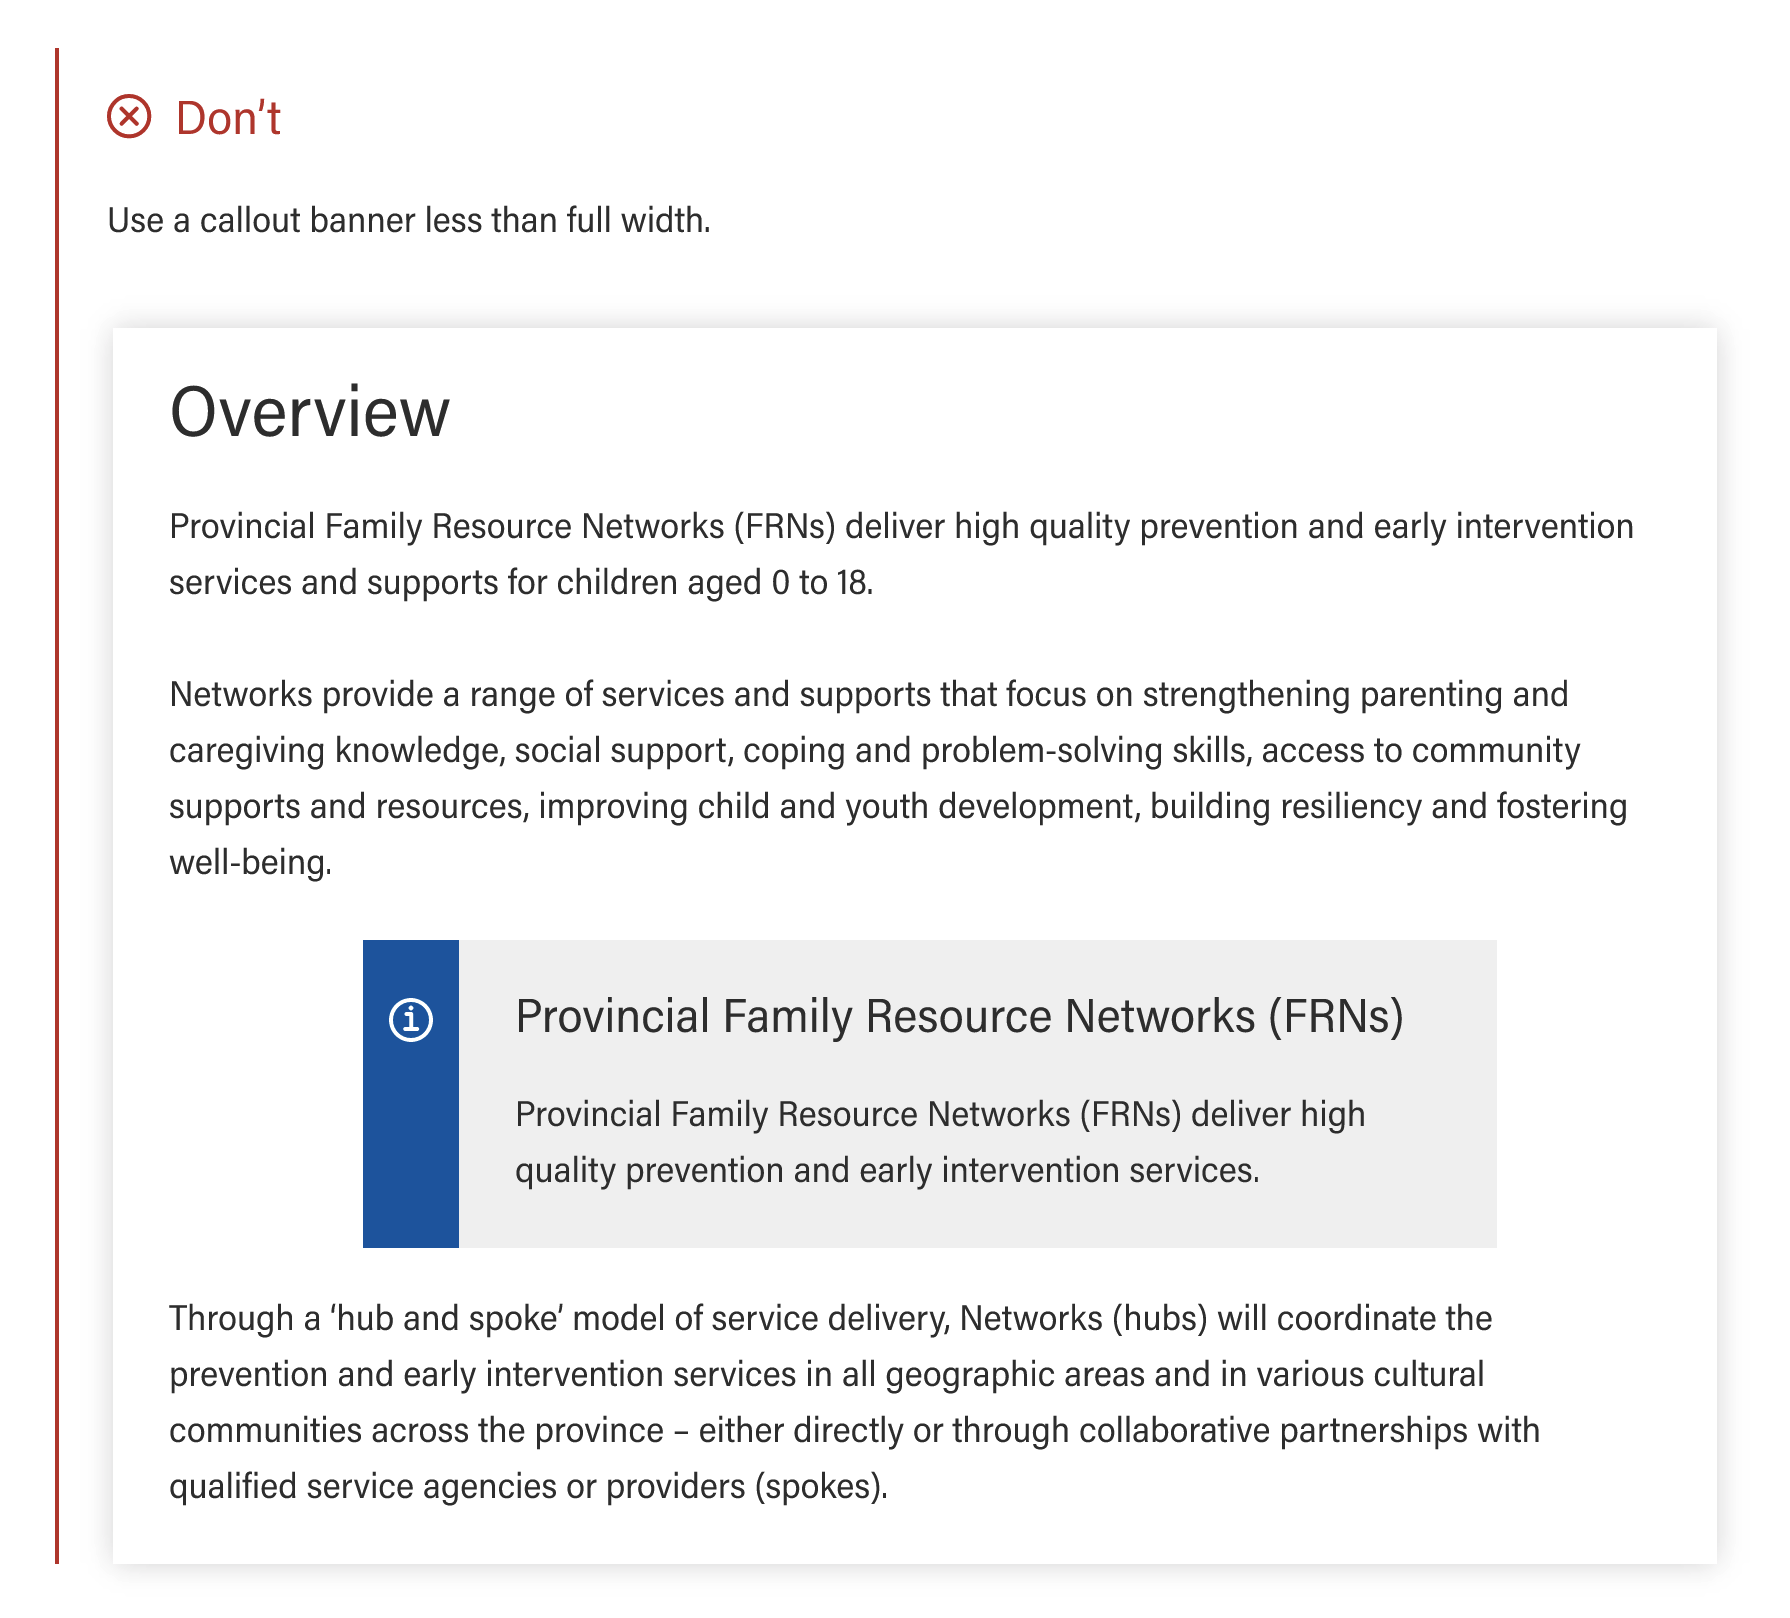 Don’t
Use a callout banner less than full width.
Overview
Provincial Family Resource Networks (FRNs) deliver high quality prevention and early intervention
services and supports for children aged 0 to 18.
Networks provide a range of services and supports that focus on strengthening parenting and
caregiving knowledge, social support, coping and problem-solving skills, access to community
supports and resources, improving child and youth development, building resiliency and fostering
well-being.
Provincial Family Resource Networks (FRNs)
Provincial Family Resource Networks (FRNs) deliver high
quality prevention and early intervention services.
Through a ‘hub and spoke’ model of service delivery, Networks (hubs) will coordinate the
prevention and early intervention services in all geographic areas and in various cultural
communities across the province – either directly or through collaborative partnerships with
qualified service agencies or providers (spokes).